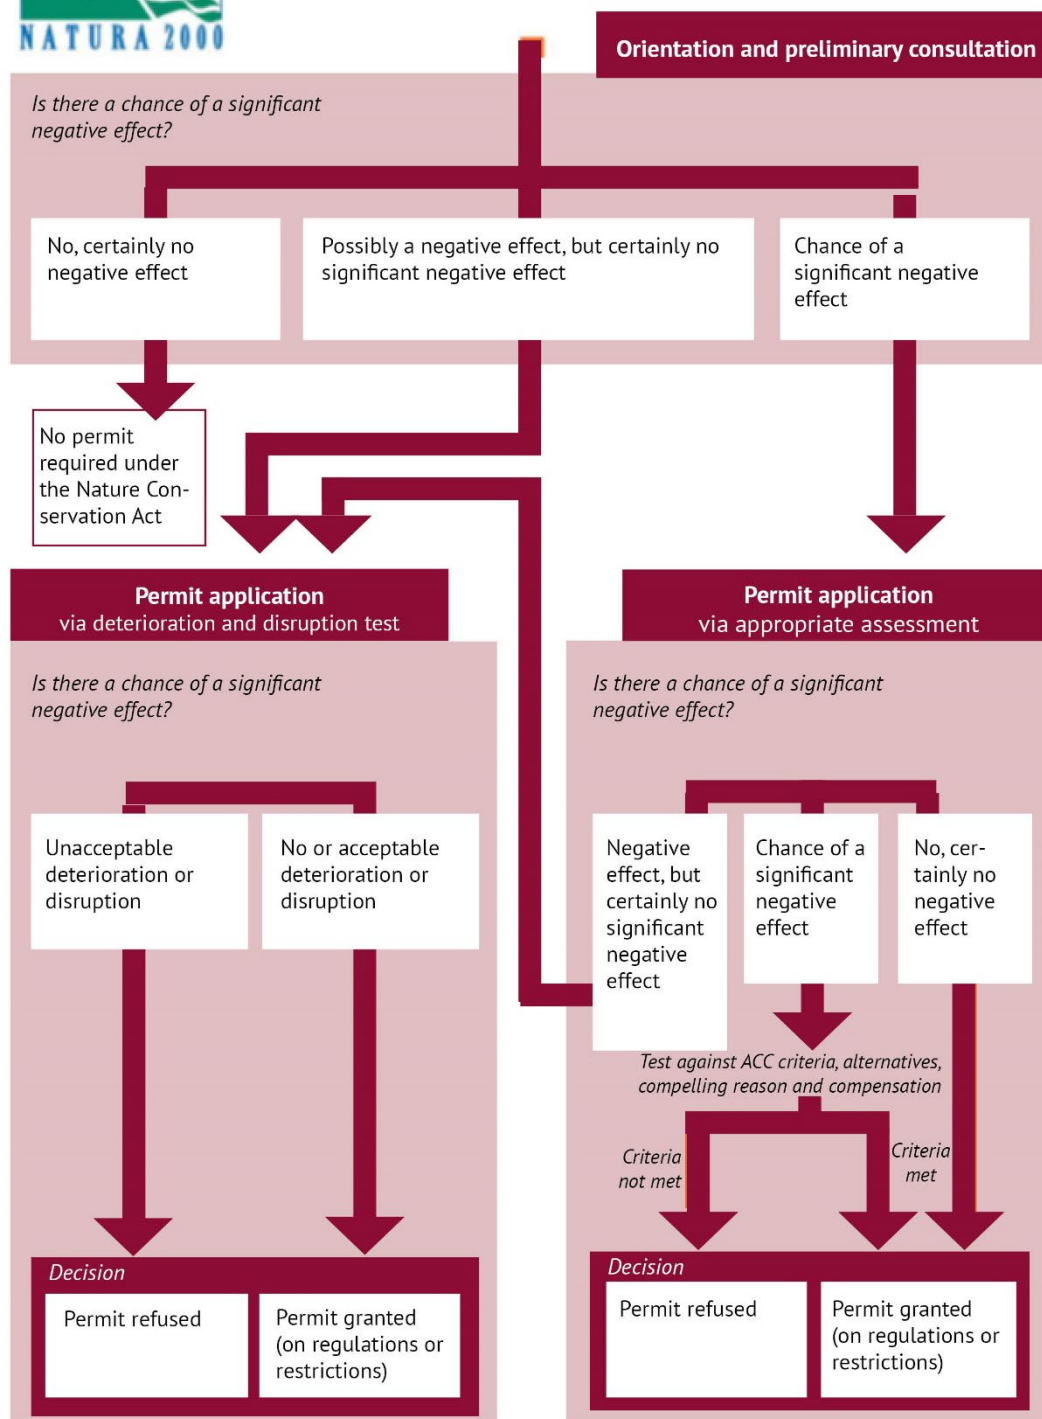 NATURA 2000
Orientation and preliminary consultation
Is there a chance of a significant
negative effect?
No, certainly no
negative effect
Possibly a negative effect, but certainly no
significant negative effect
Chance of a
significant negative
effect
No permit
required under
the Nature Con-
servation Act
Permit application
via deterioration and disruption test
Is there a chance of a significant
negative effect?
Unacceptable
deterioration or
disruption
No or acceptable
deterioration or
disruption
Decision
Permit refused
Permit granted
(on regulations or
restrictions)
Permit application
via appropriate assessment
Is there a chance of a significant
negative effect?
Negative
effect, but
certainly no
significant
negative
effect
Chance of a
significant
negative
effect
No, cer-
tainly no
negative
effect
Test against ACC criteria, alternatives,
compelling reason and compensation
Criteria
not met
Criteria
met
Decision
Permit refused
Permit granted
(on regulations or
restrictions)